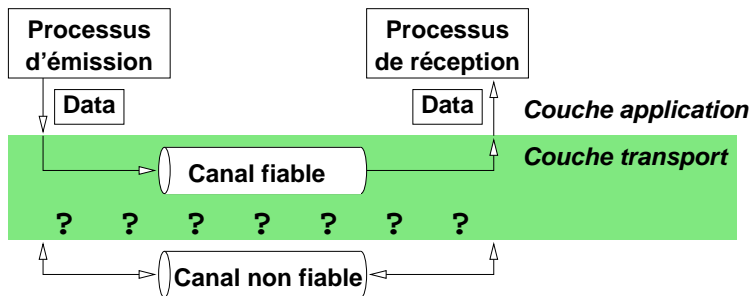 Processus
d'émission
Processus
de réception
Data
Data
Couche application
Couche transport
Canal fiable
? ? ? ? ? ? ?
Canal non fiable